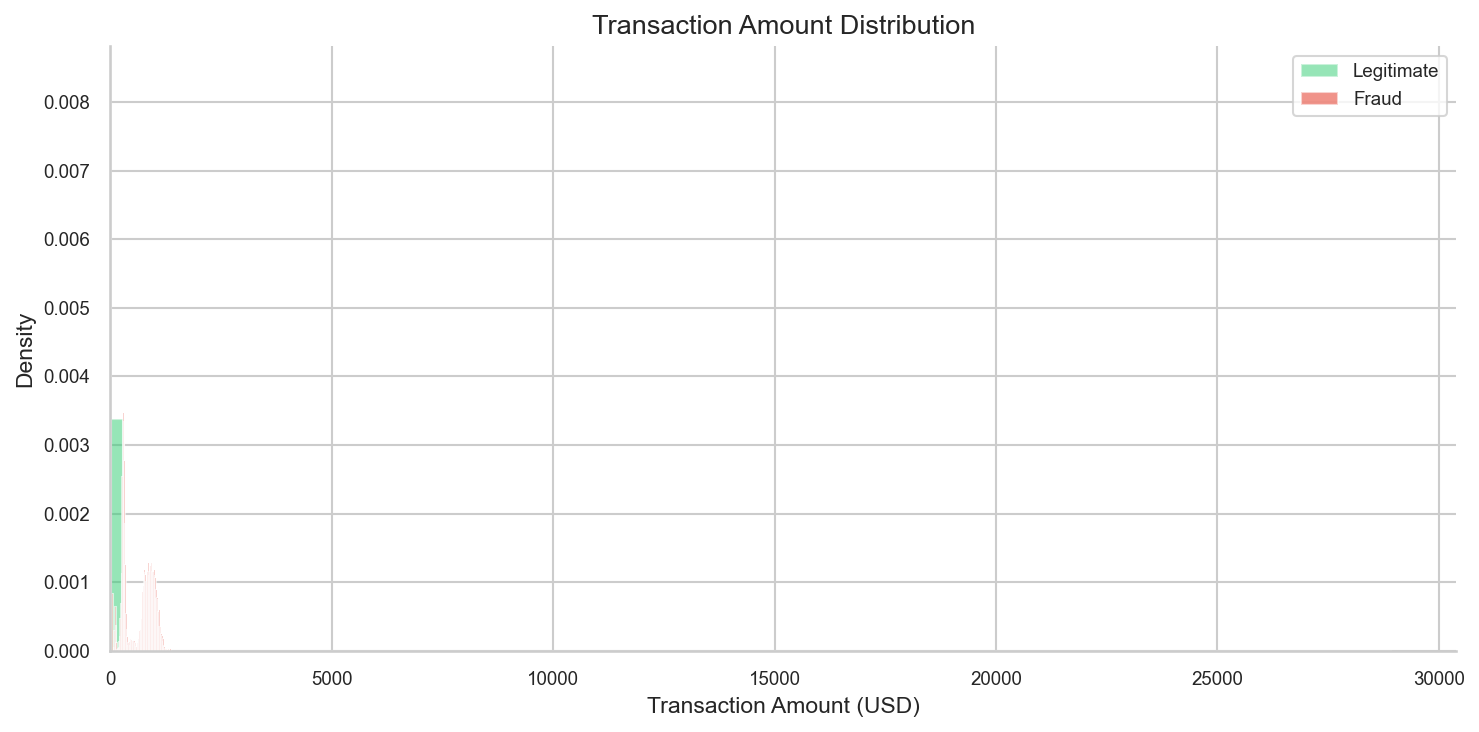 Transaction Amount Distribution
Legitimate
Fraud
Density
0.008
0.007
0.006
0.005
0.004
0.003
0.002
0.001
0.000
0 5000 10000 15000 20000 25000 30000
Transaction Amount (USD)